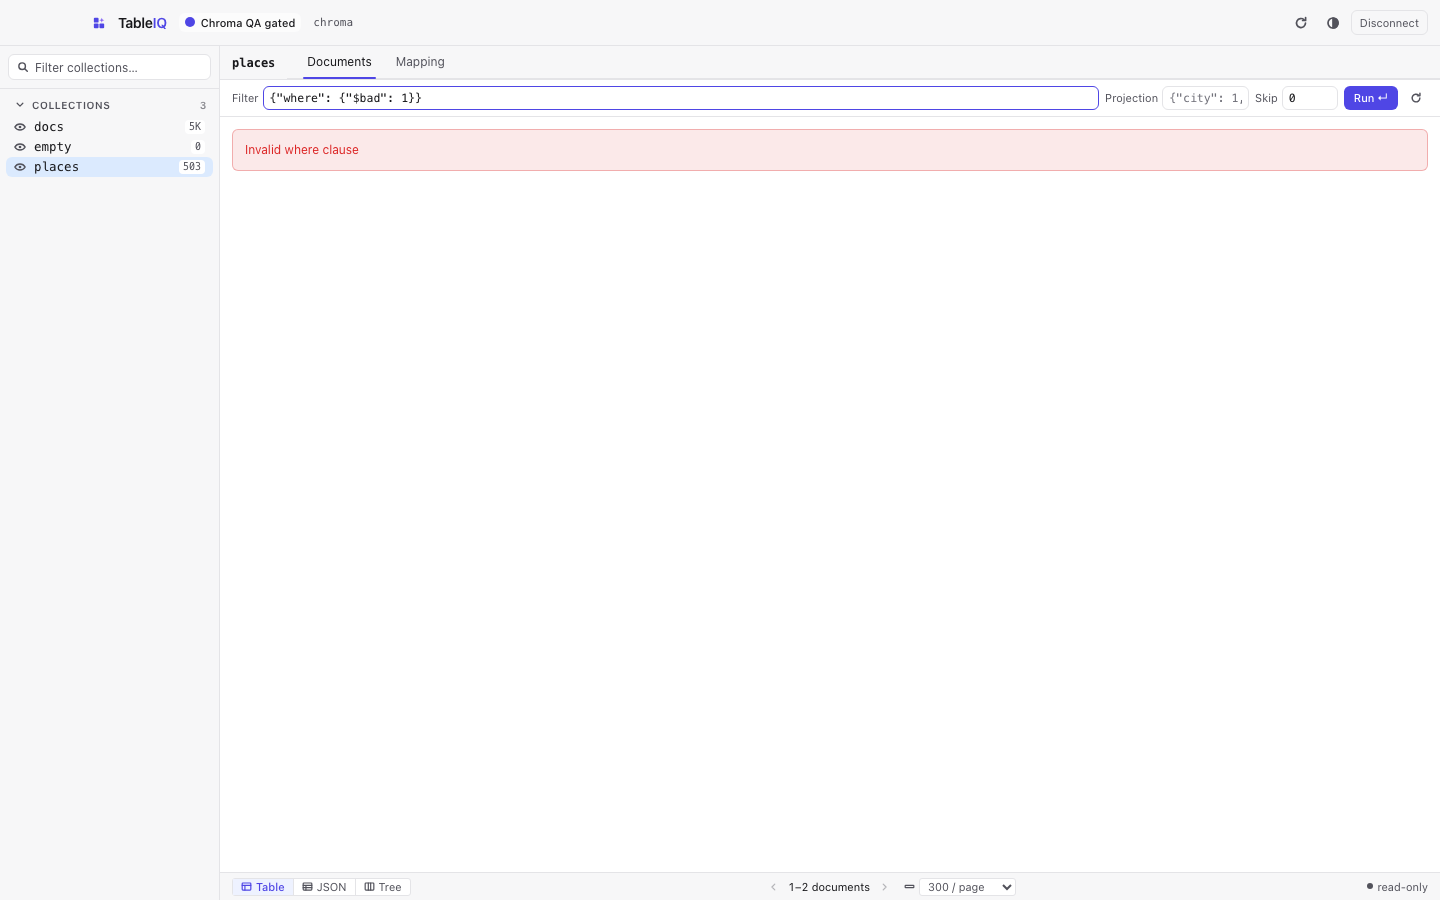 TableIQ Chroma QA gated chroma Disconnect
Filter collections...
COLLECTIONS 3
docs 5K
empty 0
places 503
places Documents Mapping
Filter {"where": {"$bad": 1}} Projection {"city": 1, Skip 0 Run
Invalid where clause
Table JSON Tree 1–2 documents 300 / page read-only